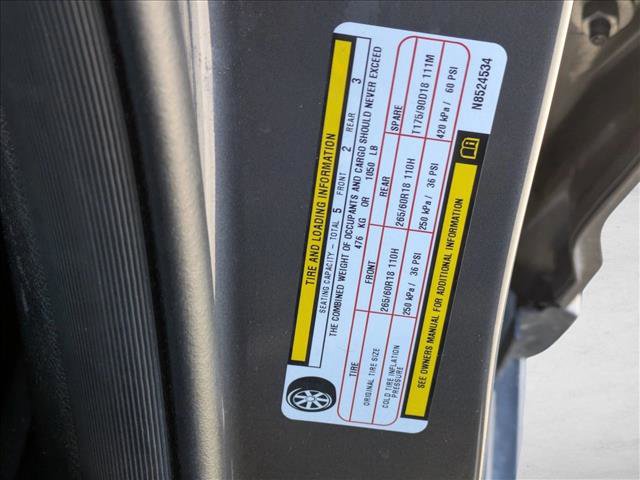 TIRE AND LOADING INFORMATION
SEATING CAPACITY - TOTAL 5 FRONT 2 REAR 3
THE COMBINED WEIGHT OF OCCUPANTS AND CARGO SHOULD NEVER EXCEED
476 KG OR 1050 LB
TIRE FRONT REAR SPARE
ORIGINAL TIRE SIZE 265/60R18 110H 265/60R18 110H T175/90D18 111M
COLD TIRE INFLATION
PRESSURE 250 kPa/ 36 PSI 250 kPa/ 36 PSI 420 kPa/ 60 PSI
SEE OWNERS MANUAL FOR ADDITIONAL INFORMATION
N8524534